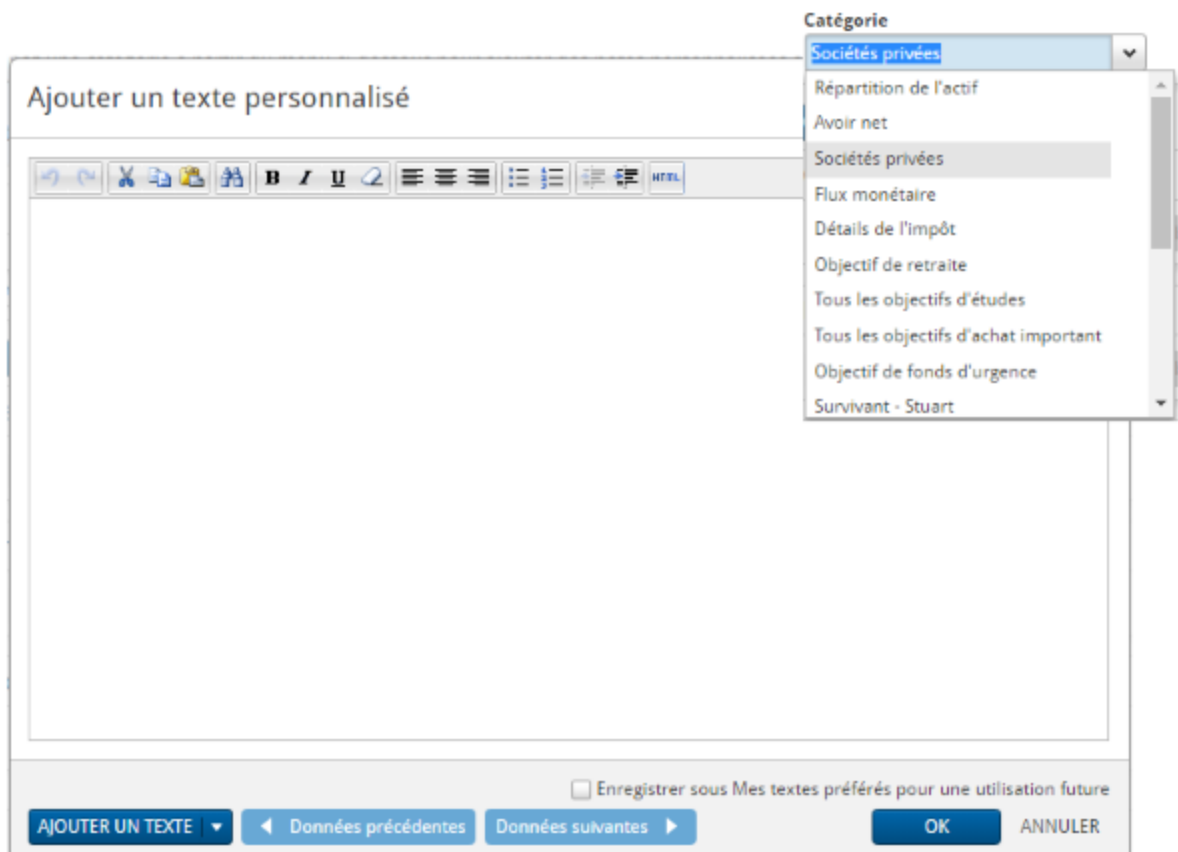 Catégorie
Sociétés privées
Répartition de l'actif
Avoir net
Sociétés privées
Flux monétaire
Détails de l'impôt
Objectif de retraite
Tous les objectifs d'études
Tous les objectifs d'achat important
Objectif de fonds d'urgence
Survivant - Stuart
Ajouter un texte personnalisé
B I U HTML
Enregistrer sous Mes textes préférés pour une utilisation future
AJOUTER UN TEXTE Données précédentes Données suivantes OK ANNULER